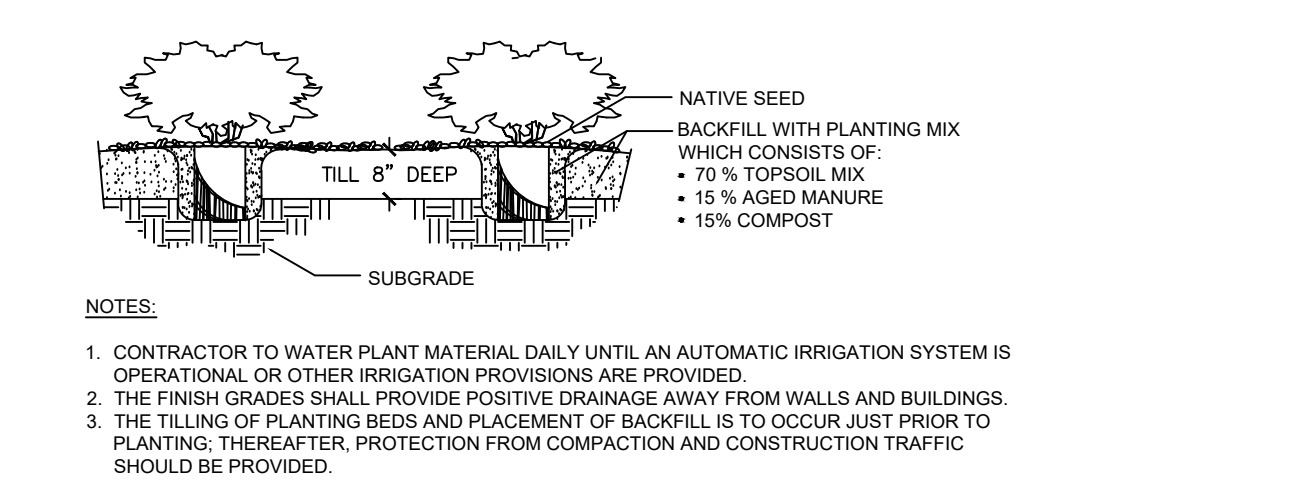 NATIVE SEED
BACKFILL WITH PLANTING MIX
WHICH CONSISTS OF:
• 70 % TOPSOIL MIX
• 15 % AGED MANURE
• 15% COMPOST
TILL 8" DEEP
SUBGRADE
NOTES:
1. CONTRACTOR TO WATER PLANT MATERIAL DAILY UNTIL AN AUTOMATIC IRRIGATION SYSTEM IS
OPERATIONAL OR OTHER IRRIGATION PROVISIONS ARE PROVIDED.
2. THE FINISH GRADES SHALL PROVIDE POSITIVE DRAINAGE AWAY FROM WALLS AND BUILDINGS.
3. THE TILLING OF PLANTING BEDS AND PLACEMENT OF BACKFILL IS TO OCCUR JUST PRIOR TO
PLANTING; THEREAFTER, PROTECTION FROM COMPACTION AND CONSTRUCTION TRAFFIC
SHOULD BE PROVIDED.